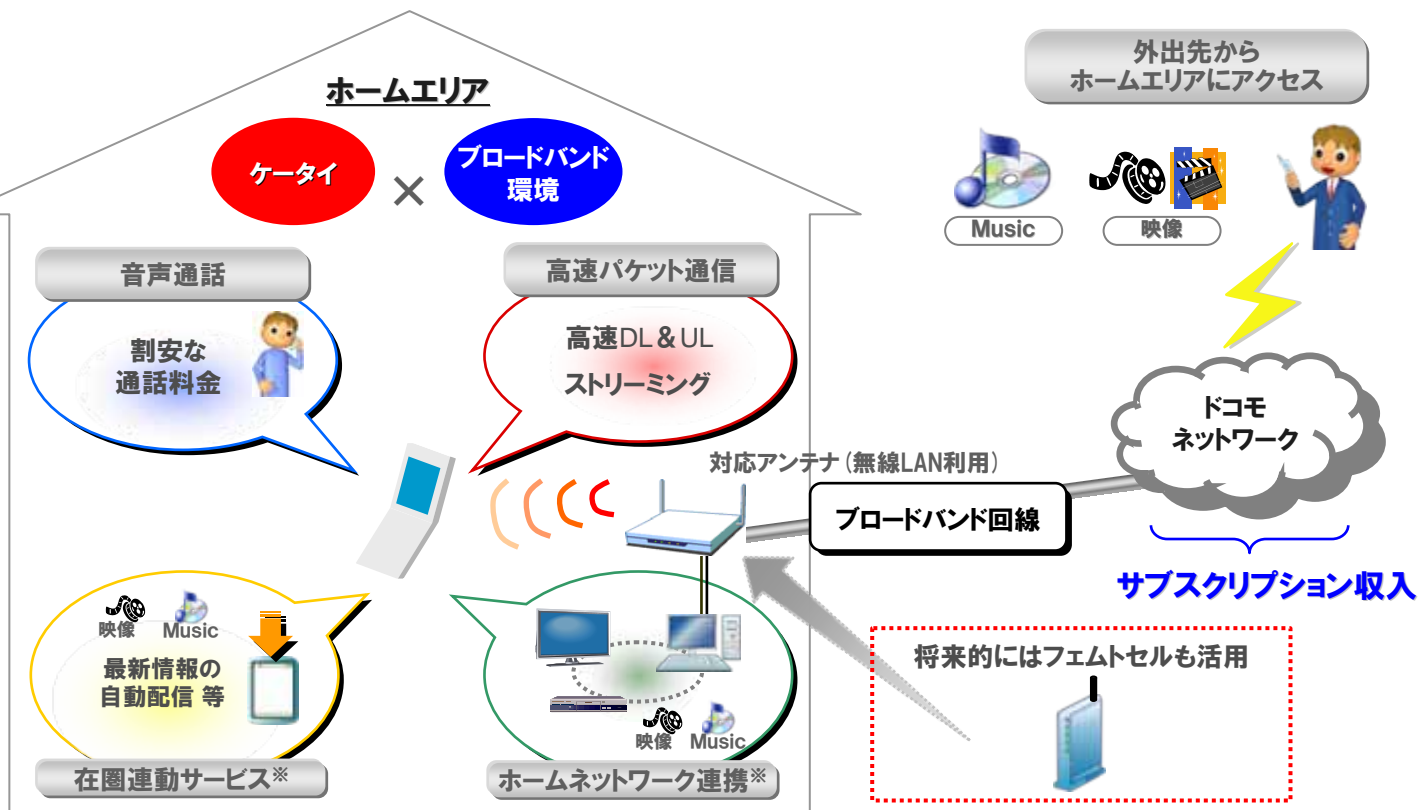 外出先から
ホームエリアにアクセス
ホームエリア
ケータイ
×
ブロードバンド
環境
Music
映像
音声通話
割安な
通話料金
高速パケット通信
高速DL&UL
ストリーミング
ドコモ
ネットワーク
対応アンテナ(無線LAN利用)
ブロードバンド回線
サブスクリプション収入
映像
Music
最新情報の
自動配信 等
在圏連動サービス※
映像
Music
ホームネットワーク連携※
将来的にはフェムトセルも活用